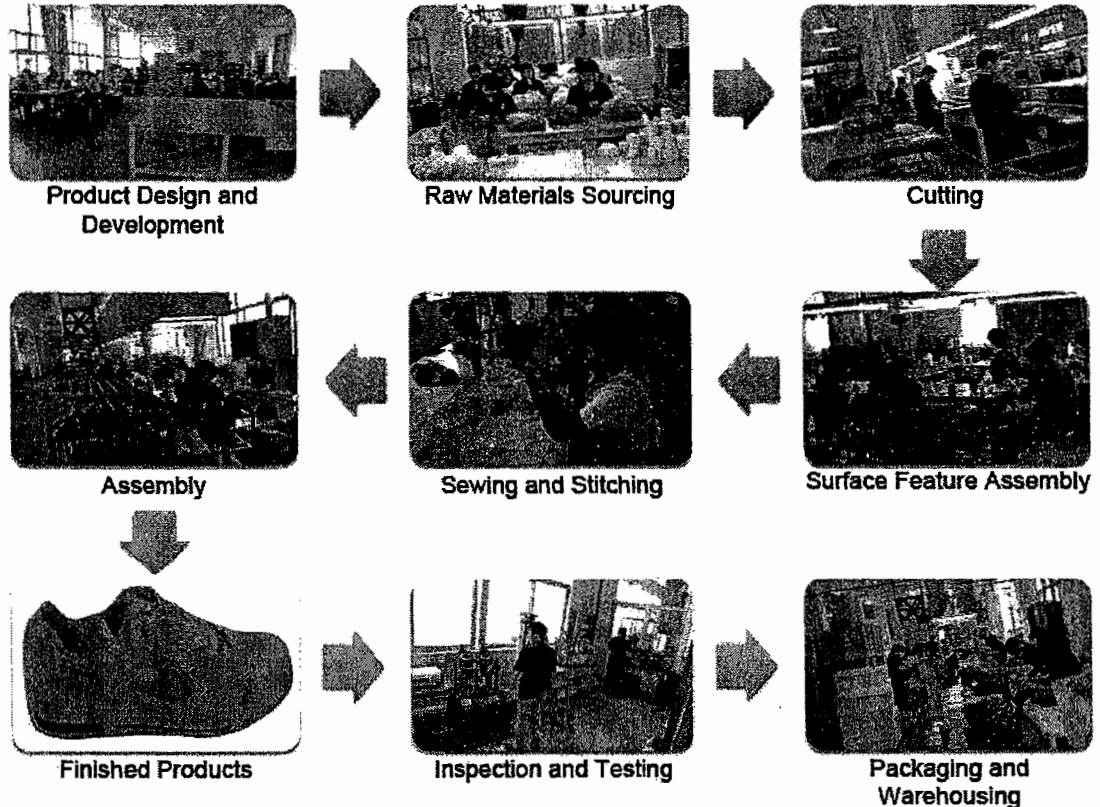 Product Design and
Development
Raw Materials Sourcing
Cutting
Surface Feature Assembly
Sewing and Stitching
Assembly
Finished Products
Inspection and Testing
Packaging and
Warehousing